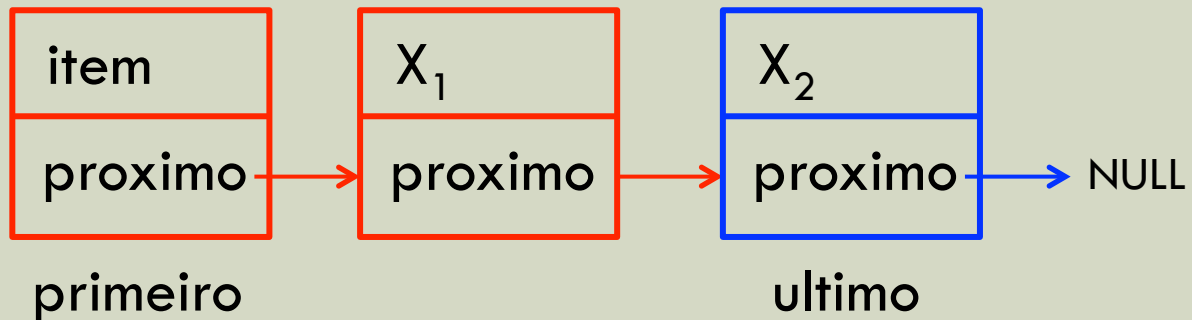 item
X₁
X₂
proximo
proximo
proximo
NULL
primeiro
ultimo